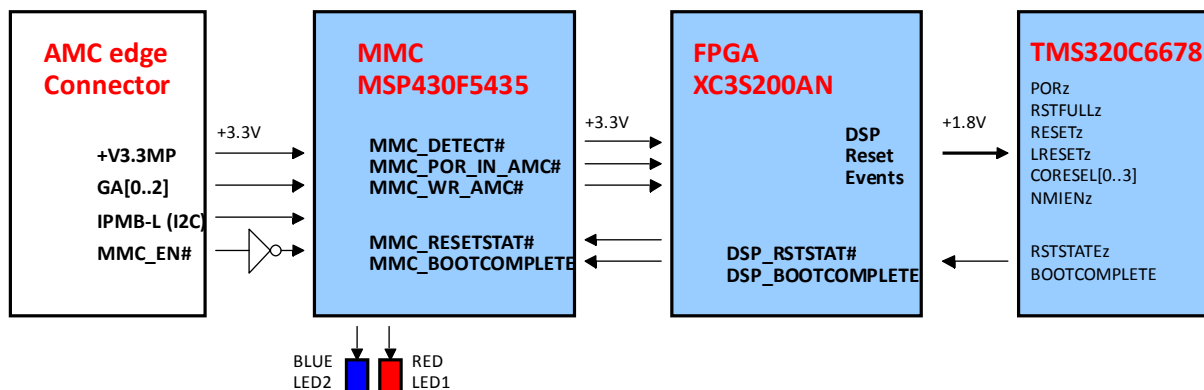 AMC edge
Connector
+V3.3MP
GA[0..2]
IPMB-L (I2C)
MMC_EN#
+3.3V
MMC
MSP430F5435
MMC_DETECT#
MMC_POR_IN_AMC#
MMC_WR_AMC#
MMC_RESETSTAT#
MMC_BOOTCOMPLETE
+3.3V
FPGA
XC3S200AN
DSP
Reset
Events
DSP_RSTSTAT#
DSP_BOOTCOMPLETE
+1.8V
TMS320C6678
PORz
RSTFULLz
RESETz
LRESETz
CORESEL[0..3]
NMIENz
RSTSTATEz
BOOTCOMPLETE
BLUE
LED2
RED
LED1